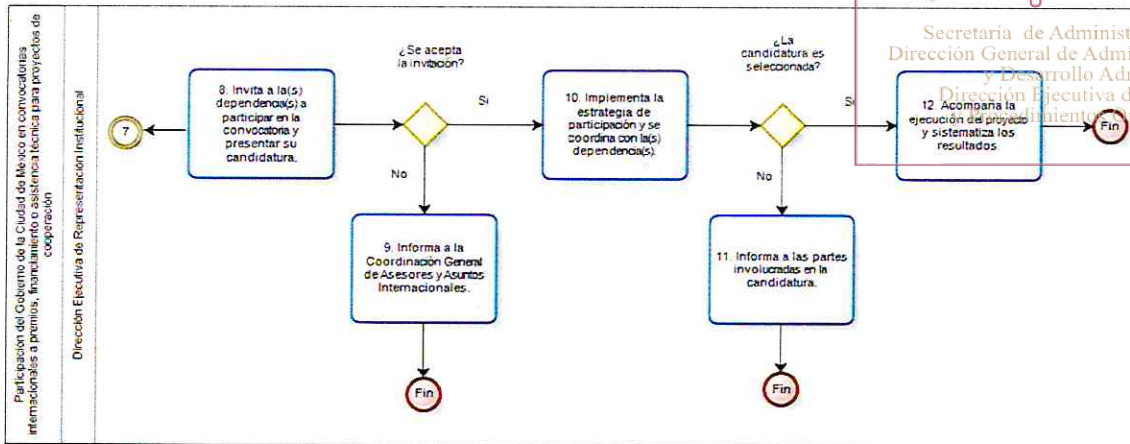 Participación del Gobierno de la Ciudad de México en convocatorias
internacionales a premios, financiamiento o asistencia técnica para proyectos de
cooperación
Dirección Ejecutiva de Representación Institucional
7
8. Invita a la(s)
dependencia(s) a
participar en la
convocatoria y
presentar su
candidatura.
¿Se acepta
la invitación?
Si
No
9. Informa a la
Coordinación General
de Asesores y Asuntos
Internacionales.
Fin
10. Implementa la
estrategia de
participación y se
coordina con la(s)
dependencia(s).
¿La
candidatura es
seleccionada?
No
11. Informa a las partes
involucradas en la
candidatura.
Fin
12. Acompaña la
ejecución del proyecto
y sistematiza los
resultados
Fin
Secretaría de Administ
Dirección General de Admi
y Desarrollo Adm
Dirección Ejecutiva d